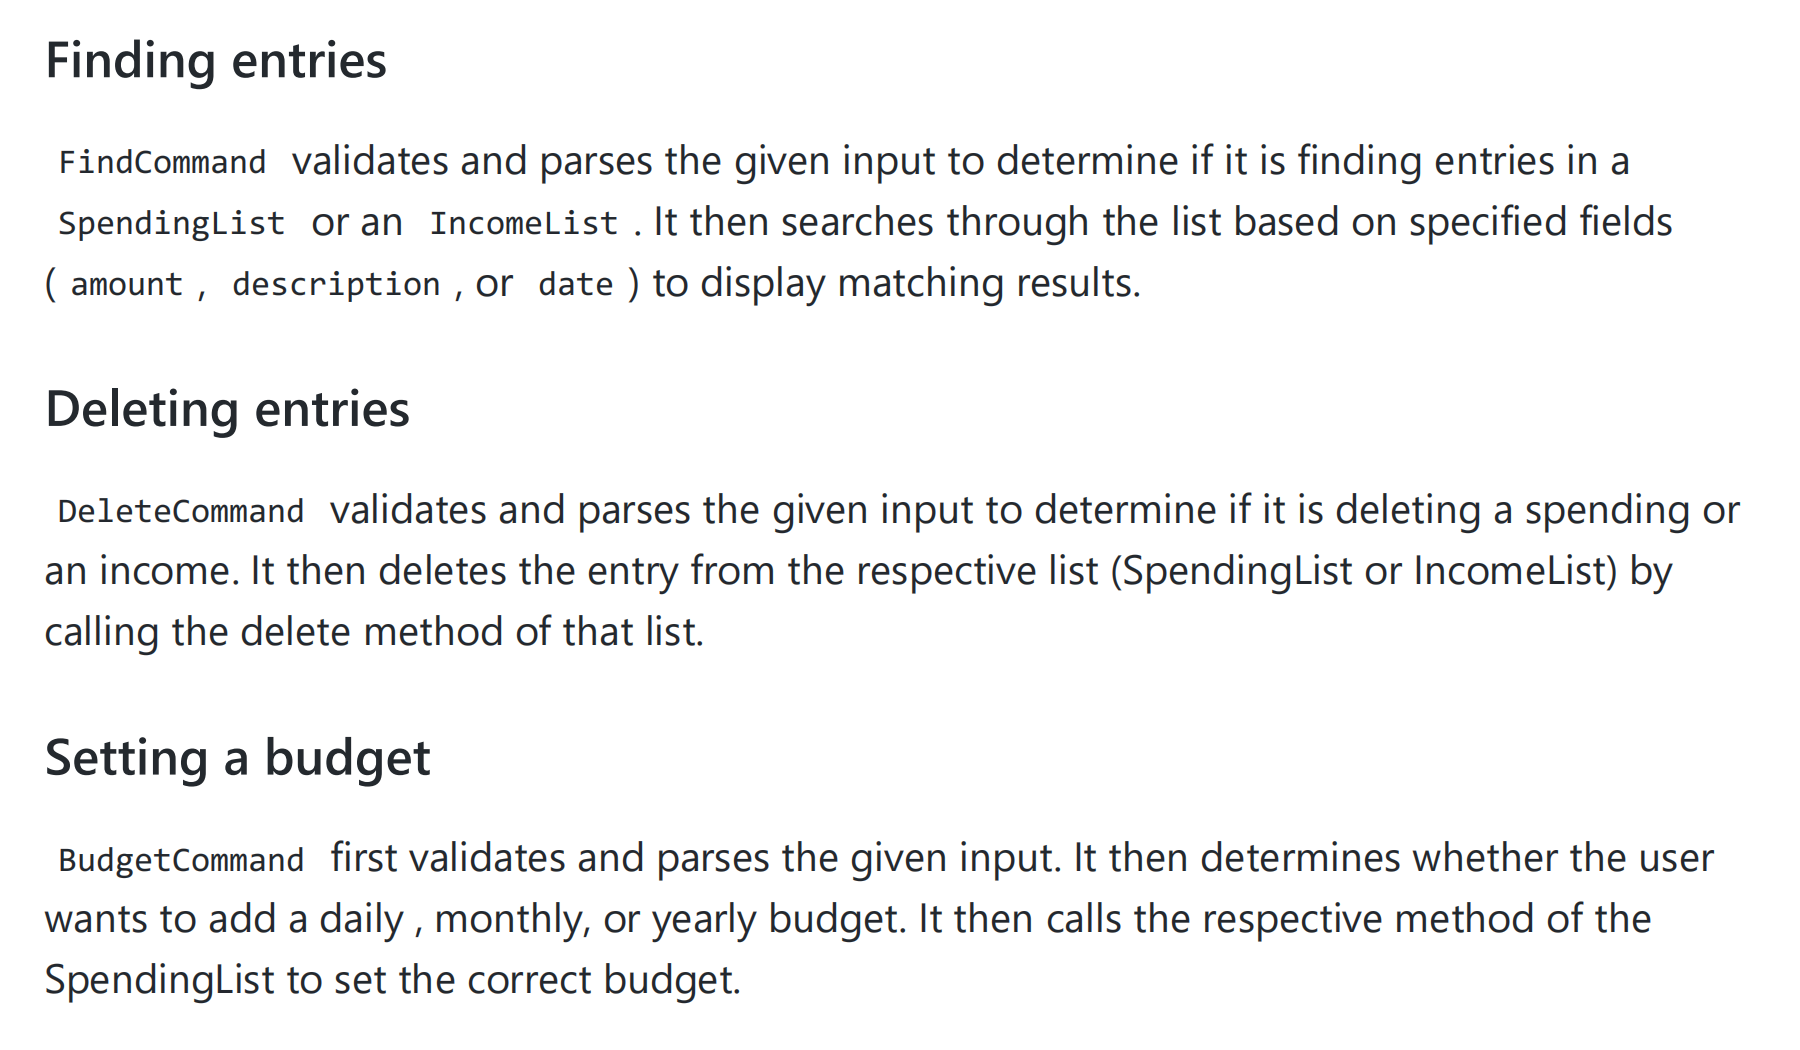 Finding entries
FindCommand validates and parses the given input to determine if it is finding entries in a
SpendingList or an IncomeList . It then searches through the list based on specified fields
( amount , description , or date ) to display matching results.
Deleting entries
DeleteCommand validates and parses the given input to determine if it is deleting a spending or
an income. It then deletes the entry from the respective list (SpendingList or IncomeList) by
calling the delete method of that list.
Setting a budget
BudgetCommand first validates and parses the given input. It then determines whether the user
wants to add a daily , monthly, or yearly budget. It then calls the respective method of the
SpendingList to set the correct budget.